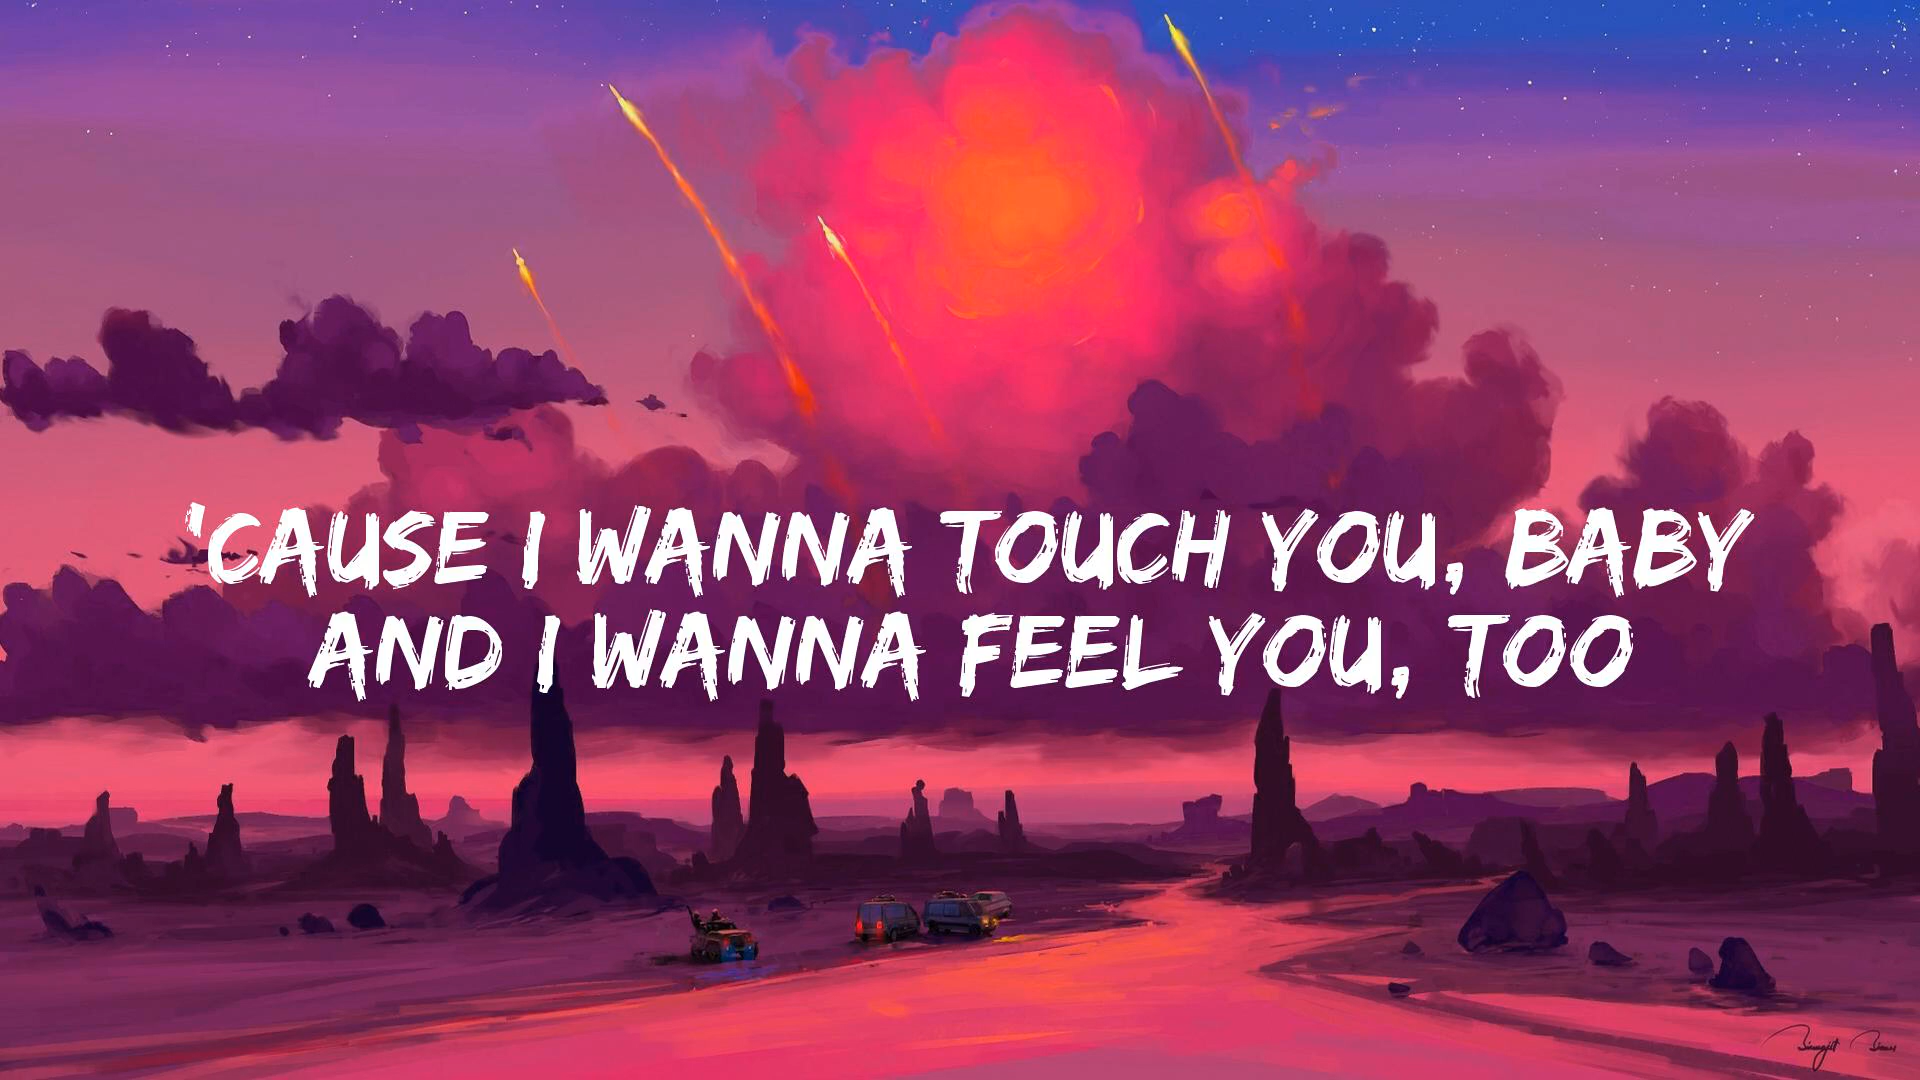 'CAUSE I WANNA TOUCH YOU, BABY
AND I WANNA FEEL YOU, TOO